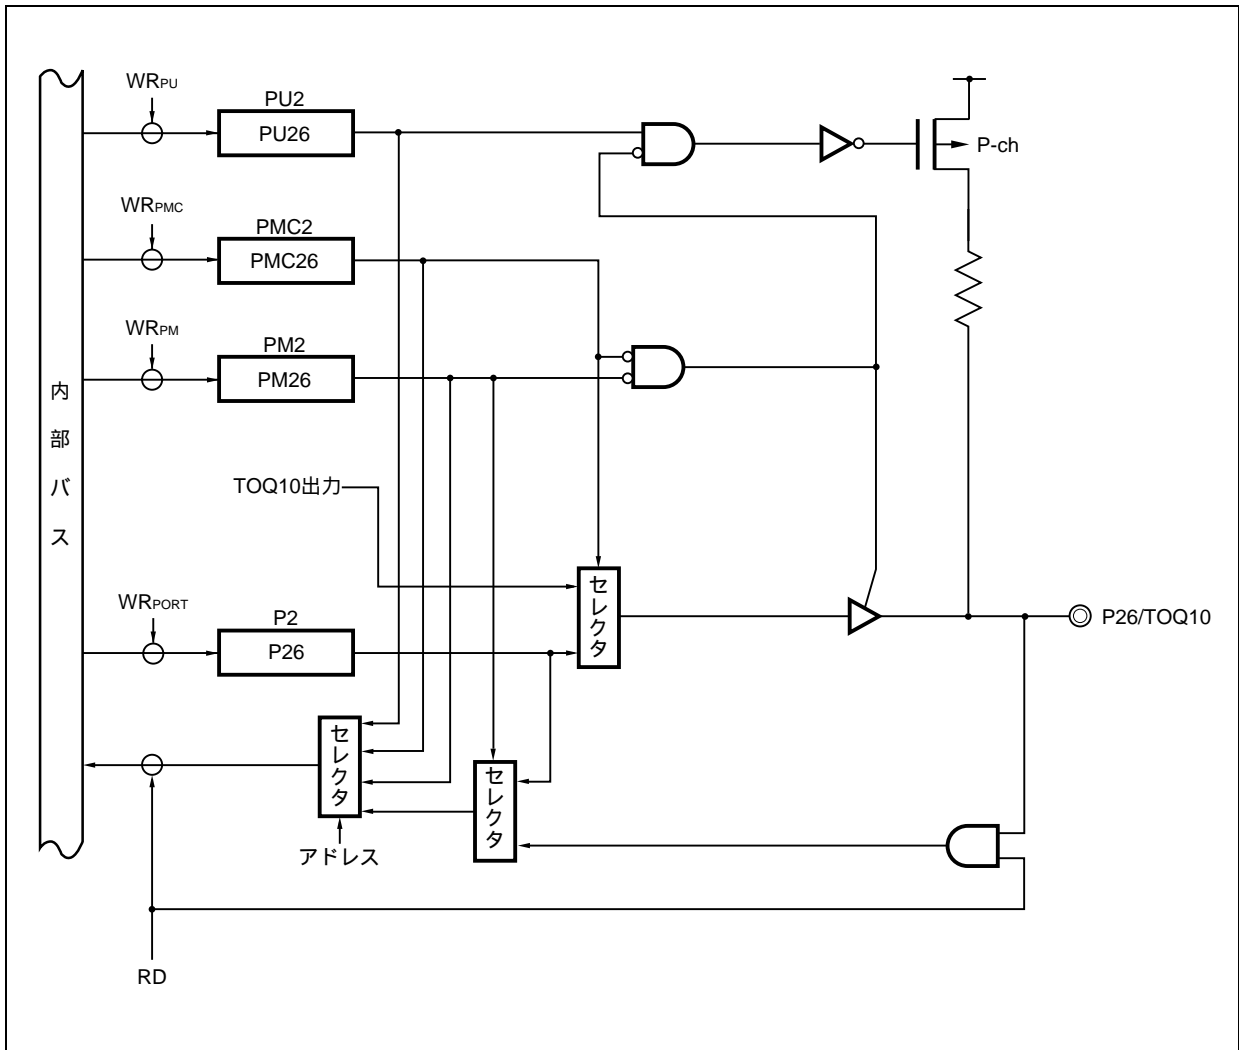 WRPU
PU2
PU26
P-ch
WRPMC
PMC2
PMC26
WRPM
PM2
PM26
内部バス
TOQ10出力
WRPORT
P2
P26
セレクタ
P26/TOQ10
セレクタ
セレクタ
アドレス
RD